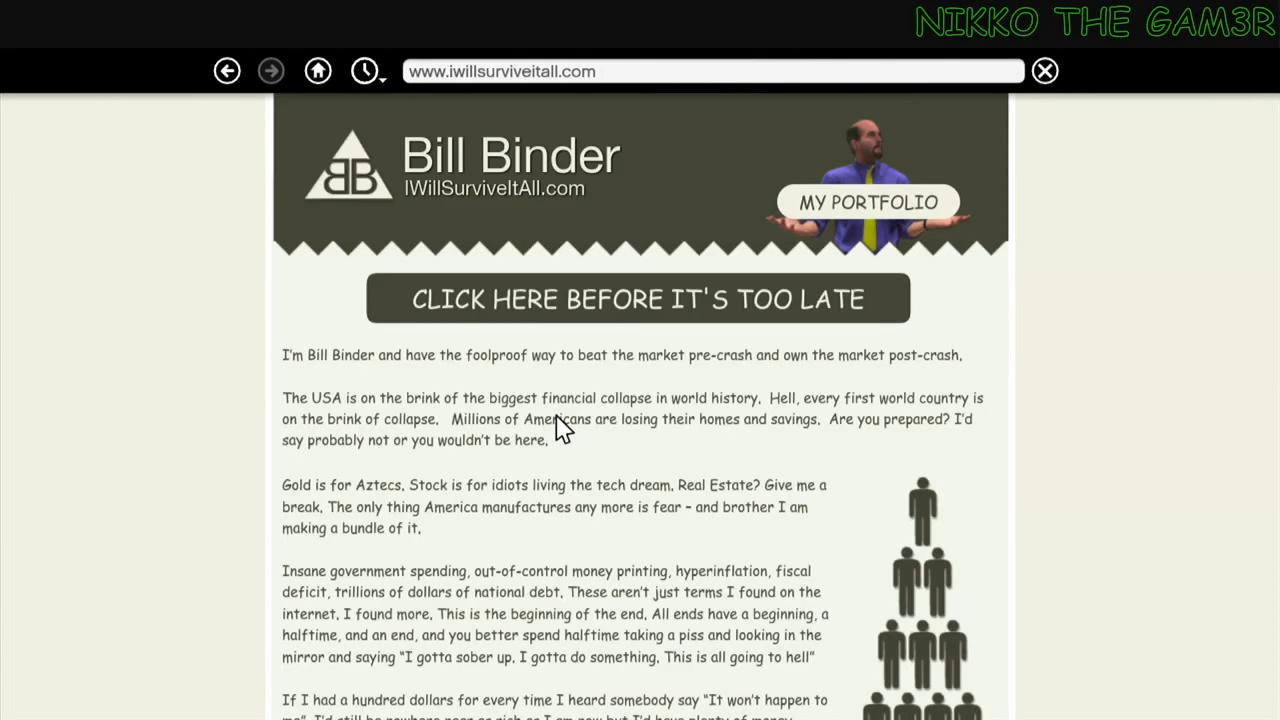 NIKKO THE GAM3R
www.iwillsurviveitall.com
BB
Bill Binder
IWillSurviveItAll.com
MY PORTFOLIO
CLICK HERE BEFORE IT'S TOO LATE
I'm Bill Binder and have the foolproof way to beat the market pre-crash and own the market post-crash.
The USA is on the brink of the biggest financial collapse in world history. Hell, every first world country is
on the brink of collapse. Millions of Americans are losing their homes and savings. Are you prepared? I'd
say probably not or you wouldn't be here.
Gold is for Aztecs. Stock is for idiots living the tech dream. Real Estate? Give me a
break. The only thing America manufactures any more is fear – and brother I am
making a bundle of it.
Insane government spending, out-of-control money printing, hyperinflation, fiscal
deficit, trillions of dollars of national debt. These aren't just terms I found on the
internet. I found more. This is the beginning of the end. All ends have a beginning, a
halftime, and an end, and you better spend halftime taking a piss and looking in the
mirror and saying “I gotta sober up. I gotta do something. This is all going to hell”
If I had a hundred dollars for every time I heard somebody say “It won't happen to